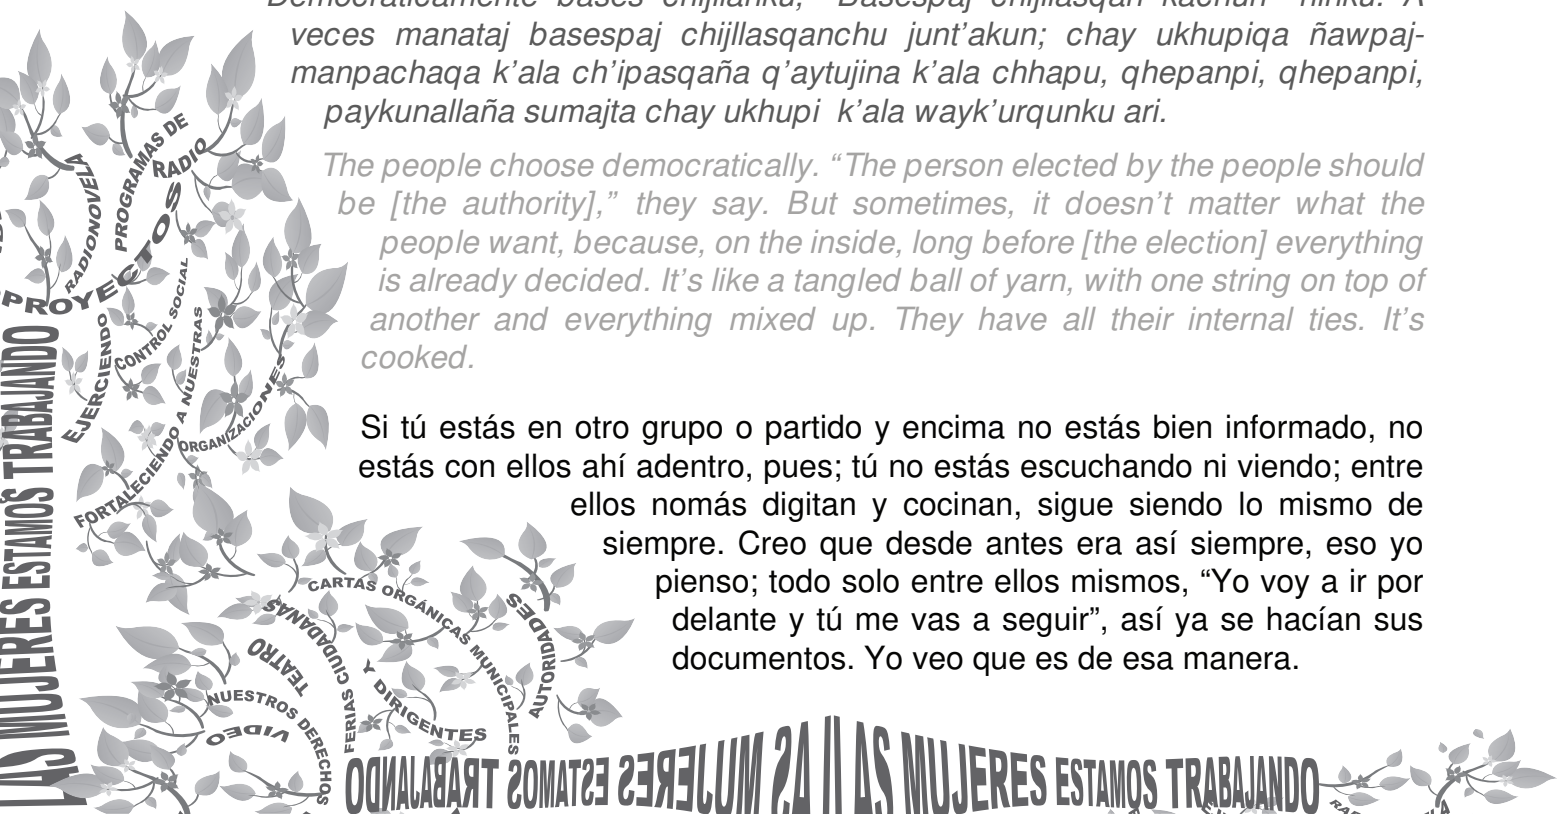 Democráticamente bases chijllanku, “Basespaj chijllasqan kachun” ninku. A
veces manataj basespaj chijllasqanchu junt’akun; chay ukhupiqa ñawpaj-
manpachaqa k’ala ch’ipasqaña q’aytujina k’ala chhapu, qhepanpi, qhepanpi,
paykunallaña sumajta chay ukhupi k’ala wayk’urqunku ari.
The people choose democratically. “The person elected by the people should
be [the authority],” they say. But sometimes, it doesn’t matter what the
people want, because, on the inside, long before [the election] everything
is already decided. It’s like a tangled ball of yarn, with one string on top of
another and everything mixed up. They have all their internal ties. It’s
cooked.
Si tú estás en otro grupo o partido y encima no estás bien informado, no
estás con ellos ahí adentro, pues; tú no estás escuchando ni viendo; entre
ellos nomás digitan y cocinan, sigue siendo lo mismo de
siempre. Creo que desde antes era así siempre, eso yo
pienso; todo solo entre ellos mismos, “Yo voy a ir por
delante y tú me vas a seguir”, así ya se hacían sus
documentos. Yo veo que es de esa manera.
PROGRAMAS DE
RADIO
RADIONOVELA
PROYECTOS
EJERCIENDO
CONTROL SOCIAL
FORTALECIENDO A NUESTRAS
ORGANIZACIONES
LAS MUJERES ESTAMOS TRABAJANDO
CARTAS ORGÁNICAS MUNICIPALES
AUTORIDADES
Y DIRIGENTES
FERIAS CIUDADANAS
TEATRO
NUESTROS DERECHOS
VIDEO
LAS MUJERES ESTAMOS TRABAJANDO
LAS MUJERES ESTAMOS TRABAJANDO